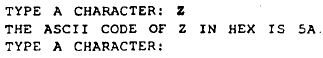 TYPE A CHARACTER: Z
THE ASCII CODE OF Z IN HEX IS 5A.
TYPE A CHARACTER: